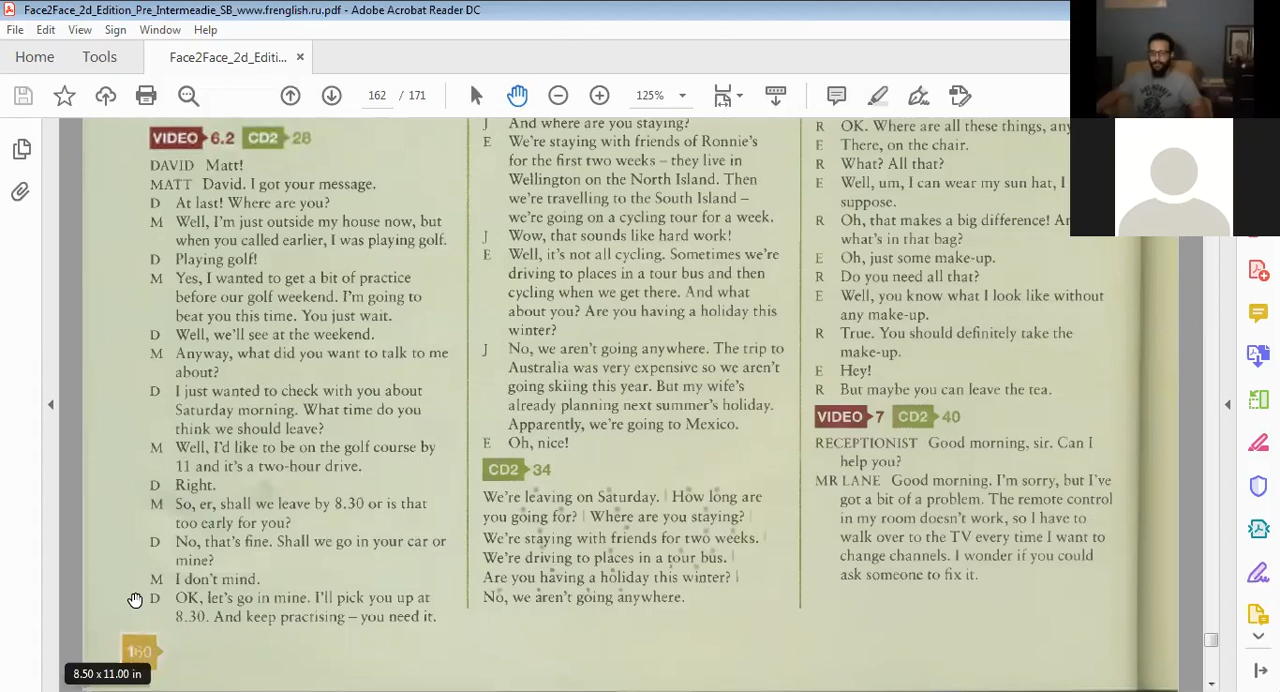 Face2Face_2d_Edition_Pre_Intermeadie_SB_www.frenglish.ru.pdf - Adobe Acrobat Reader DC
File Edit View Sign Window Help
Home Tools Face2Face_2d_Editi... ×
162 / 171 125%
VIDEO 6.2 CD2 28
DAVID Matt!
MATT David. I got your message.
D At last! Where are you?
M Well, I'm just outside my house now, but
when you called earlier, I was playing golf.
D Playing golf!
M Yes, I wanted to get a bit of practice
before our golf weekend. I'm going to
beat you this time. You just wait.
D Well, we'll see at the weekend.
M Anyway, what did you want to talk to me
about?
D I just wanted to check with you about
Saturday morning. What time do you
think we should leave?
M Well, I'd like to be on the golf course by
11 and it's a two-hour drive.
D Right.
M So, er, shall we leave by 8.30 or is that
too early for you?
D No, that's fine. Shall we go in your car or
mine?
M I don't mind.
D OK, let's go in mine. I'll pick you up at
8.30. And keep practising – you need it.
160
8.50 x 11.00 in
J And where are you staying?
E We're staying with friends of Ronnie's
for the first two weeks – they live in
Wellington on the North Island. Then
we're travelling to the South Island –
we're going on a cycling tour for a week.
J Wow, that sounds like hard work!
E Well, it's not all cycling. Sometimes we're
driving to places in a tour bus and then
cycling when we get there. And what
about you? Are you having a holiday this
winter?
J No, we aren't going anywhere. The trip to
Australia was very expensive so we aren't
going skiing this year. But my wife's
already planning next summer's holiday.
Apparently, we're going to Mexico.
E Oh, nice!
CD2 34
We're leaving on Saturday. | How long are
you going for? | Where are you staying? |
We're staying with friends for two weeks. |
We're driving to places in a tour bus. |
Are you having a holiday this winter? |
No, we aren't going anywhere.
R OK. Where are all these things, any
E There, on the chair.
R What? All that?
E Well, um, I can wear my sun hat, I
suppose.
R Oh, that makes a big difference! An
what's in that bag?
E Oh, just some make-up.
R Do you need all that?
E Well, you know what I look like without
any make-up.
R True. You should definitely take the
make-up.
E Hey!
R But maybe you can leave the tea.
VIDEO 7 CD2 40
RECEPTIONIST Good morning, sir. Can I
help you?
MR LANE Good morning. I'm sorry, but I've
got a bit of a problem. The remote control
in my room doesn't work, so I have to
walk over to the TV every time I want to
change channels. I wonder if you could
ask someone to fix it.